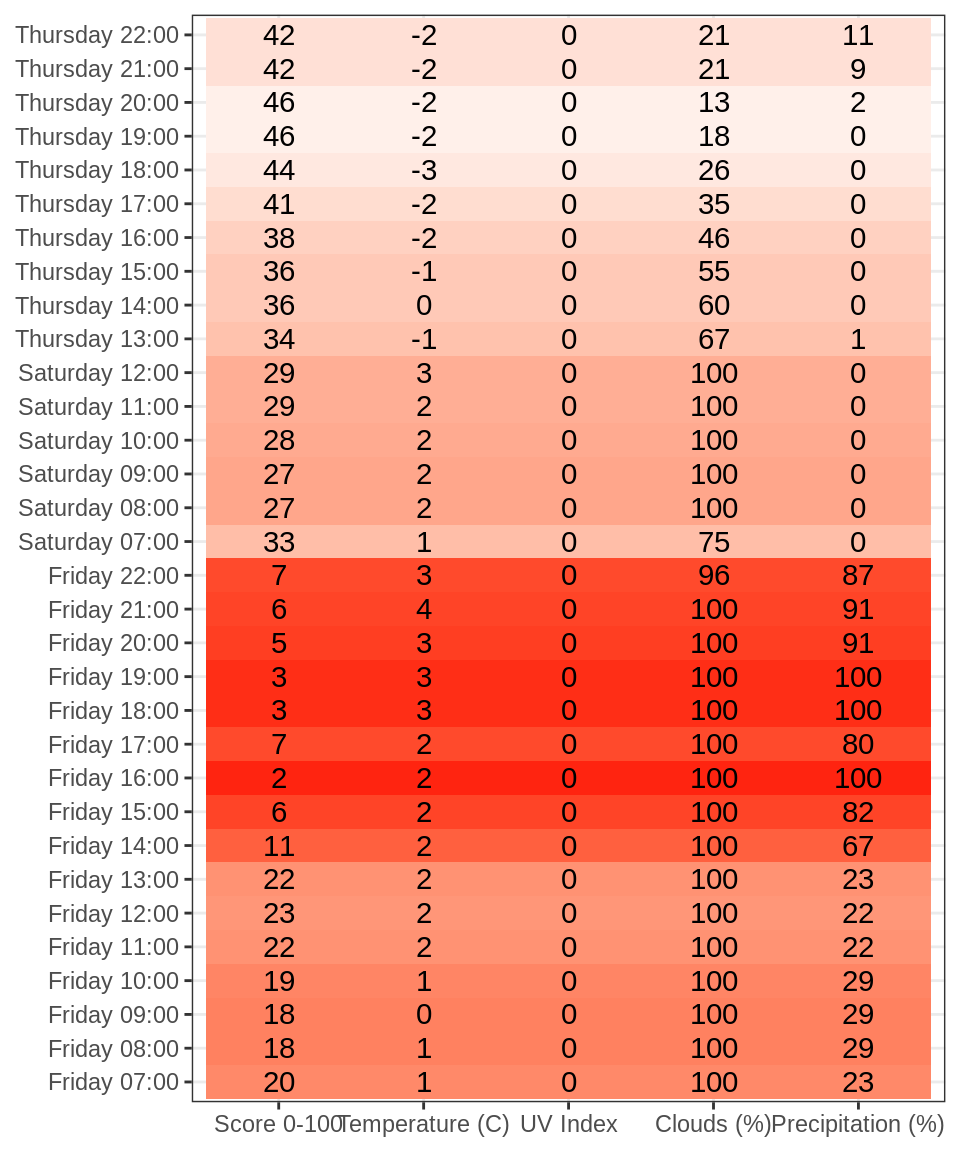 Thursday 22:00 42 -2 0 21 11
Thursday 21:00 42 -2 0 21 9
Thursday 20:00 46 -2 0 13 2
Thursday 19:00 46 -2 0 18 0
Thursday 18:00 44 -3 0 26 0
Thursday 17:00 41 -2 0 35 0
Thursday 16:00 38 -2 0 46 0
Thursday 15:00 36 -1 0 55 0
Thursday 14:00 36 0 0 60 0
Thursday 13:00 34 -1 0 67 1
Saturday 12:00 29 3 0 100 0
Saturday 11:00 29 2 0 100 0
Saturday 10:00 28 2 0 100 0
Saturday 09:00 27 2 0 100 0
Saturday 08:00 27 2 0 100 0
Saturday 07:00 33 1 0 75 0
Friday 22:00 7 3 0 96 87
Friday 21:00 6 4 0 100 91
Friday 20:00 5 3 0 100 91
Friday 19:00 3 3 0 100 100
Friday 18:00 3 3 0 100 100
Friday 17:00 7 2 0 100 80
Friday 16:00 2 2 0 100 100
Friday 15:00 6 2 0 100 82
Friday 14:00 11 2 0 100 67
Friday 13:00 22 2 0 100 23
Friday 12:00 23 2 0 100 22
Friday 11:00 22 2 0 100 22
Friday 10:00 19 1 0 100 29
Friday 09:00 18 0 0 100 29
Friday 08:00 18 1 0 100 29
Friday 07:00 20 1 0 100 23
Score 0-100 Temperature (C) UV Index Clouds (%) Precipitation (%)